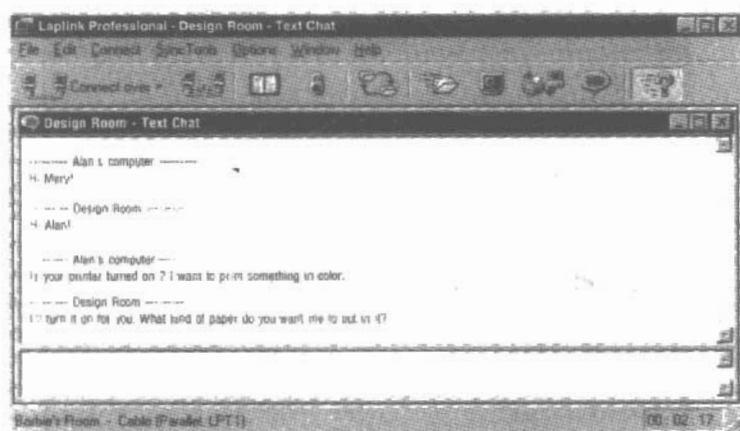 Laplink Professional - Design Room - Text Chat
File Edit Connect SyncTools Options Window Help
Connect over
Design Room - Text Chat
Alan's computer
Hi Mary!
Design Room
Hi Alan!
Alan's computer
Is your printer turned on ? I want to print something in color.
Design Room
I'll turn it on for you. What kind of paper do you want me to put in it?
Barbie's Room - Cable (Parallel, LPT1)
00:02:17